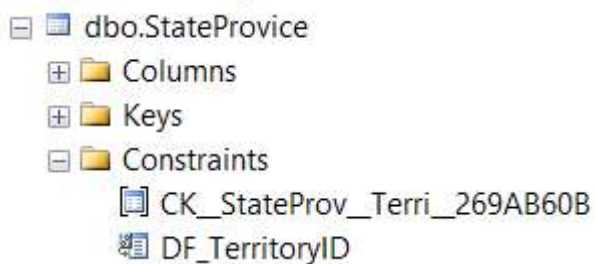 dbo.StateProvice
Columns
Keys
Constraints
CK__StateProv__Terri__269AB60B
DF_TerritoryID